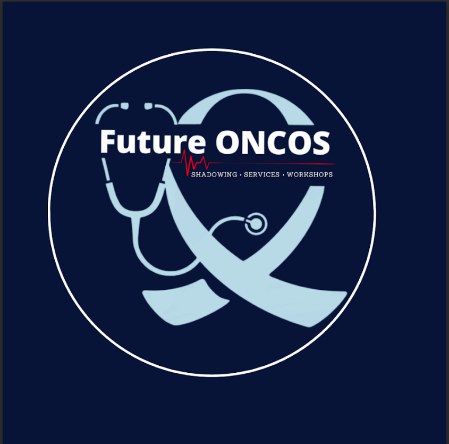 Future ONCOS
SHADOWING • SERVICES • WORKSHOPS